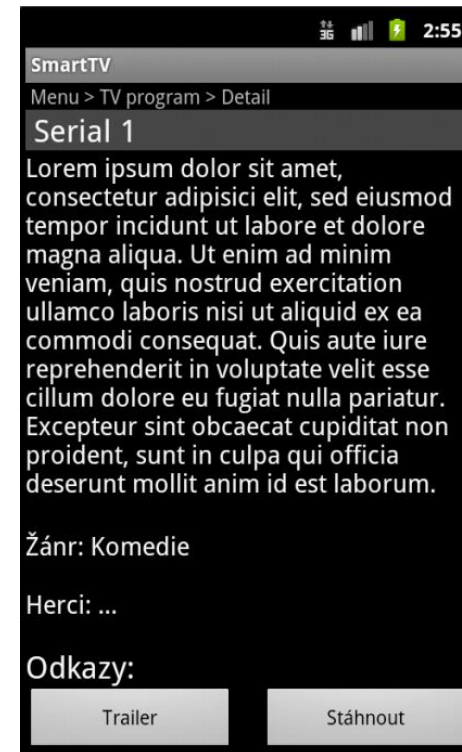 3G 2:55
SmartTV
Menu > TV program > Detail
Serial 1
Lorem ipsum dolor sit amet,
consectetur adipisici elit, sed eiusmod
tempor incidunt ut labore et dolore
magna aliqua. Ut enim ad minim
veniam, quis nostrud exercitation
ullamco laboris nisi ut aliquid ex ea
commodi consequat. Quis aute iure
reprehenderit in voluptate velit esse
cillum dolore eu fugiat nulla pariatur.
Excepteur sint obcaecat cupiditat non
proident, sunt in culpa qui officia
deserunt mollit anim id est laborum.
Žánr: Komedie
Herci: ...
Odkazy:
Trailer Stáhnout